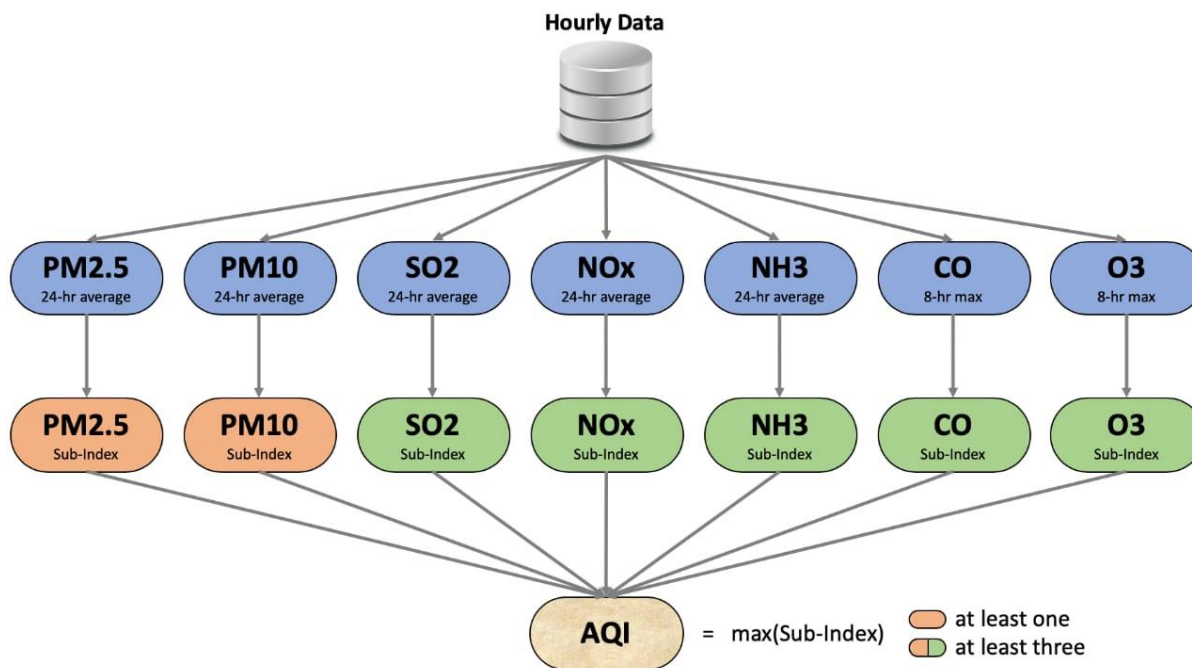 Hourly Data
PM2.5
24-hr average
PM10
24-hr average
SO2
24-hr average
NOx
24-hr average
NH3
24-hr average
CO
8-hr max
O3
8-hr max
PM2.5
Sub-Index
PM10
Sub-Index
SO2
Sub-Index
NOx
Sub-Index
NH3
Sub-Index
CO
Sub-Index
O3
Sub-Index
AQI = max(Sub-Index)
at least one
at least three